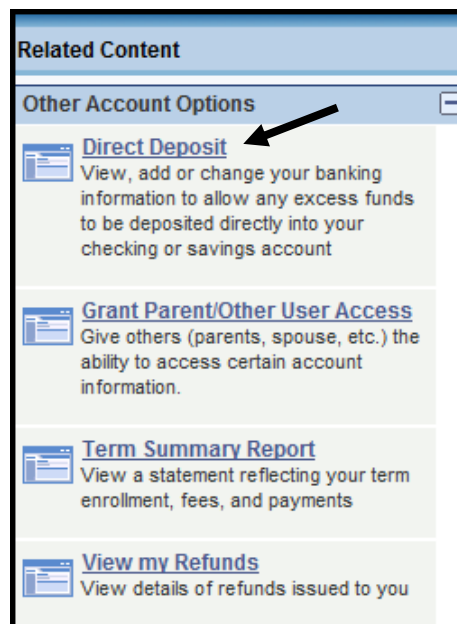 Related Content
Other Account Options
Direct Deposit
View, add or change your banking
information to allow any excess funds
to be deposited directly into your
checking or savings account
Grant Parent/Other User Access
Give others (parents, spouse, etc.) the
ability to access certain account
information.
Term Summary Report
View a statement reflecting your term
enrollment, fees, and payments
View my Refunds
View details of refunds issued to you